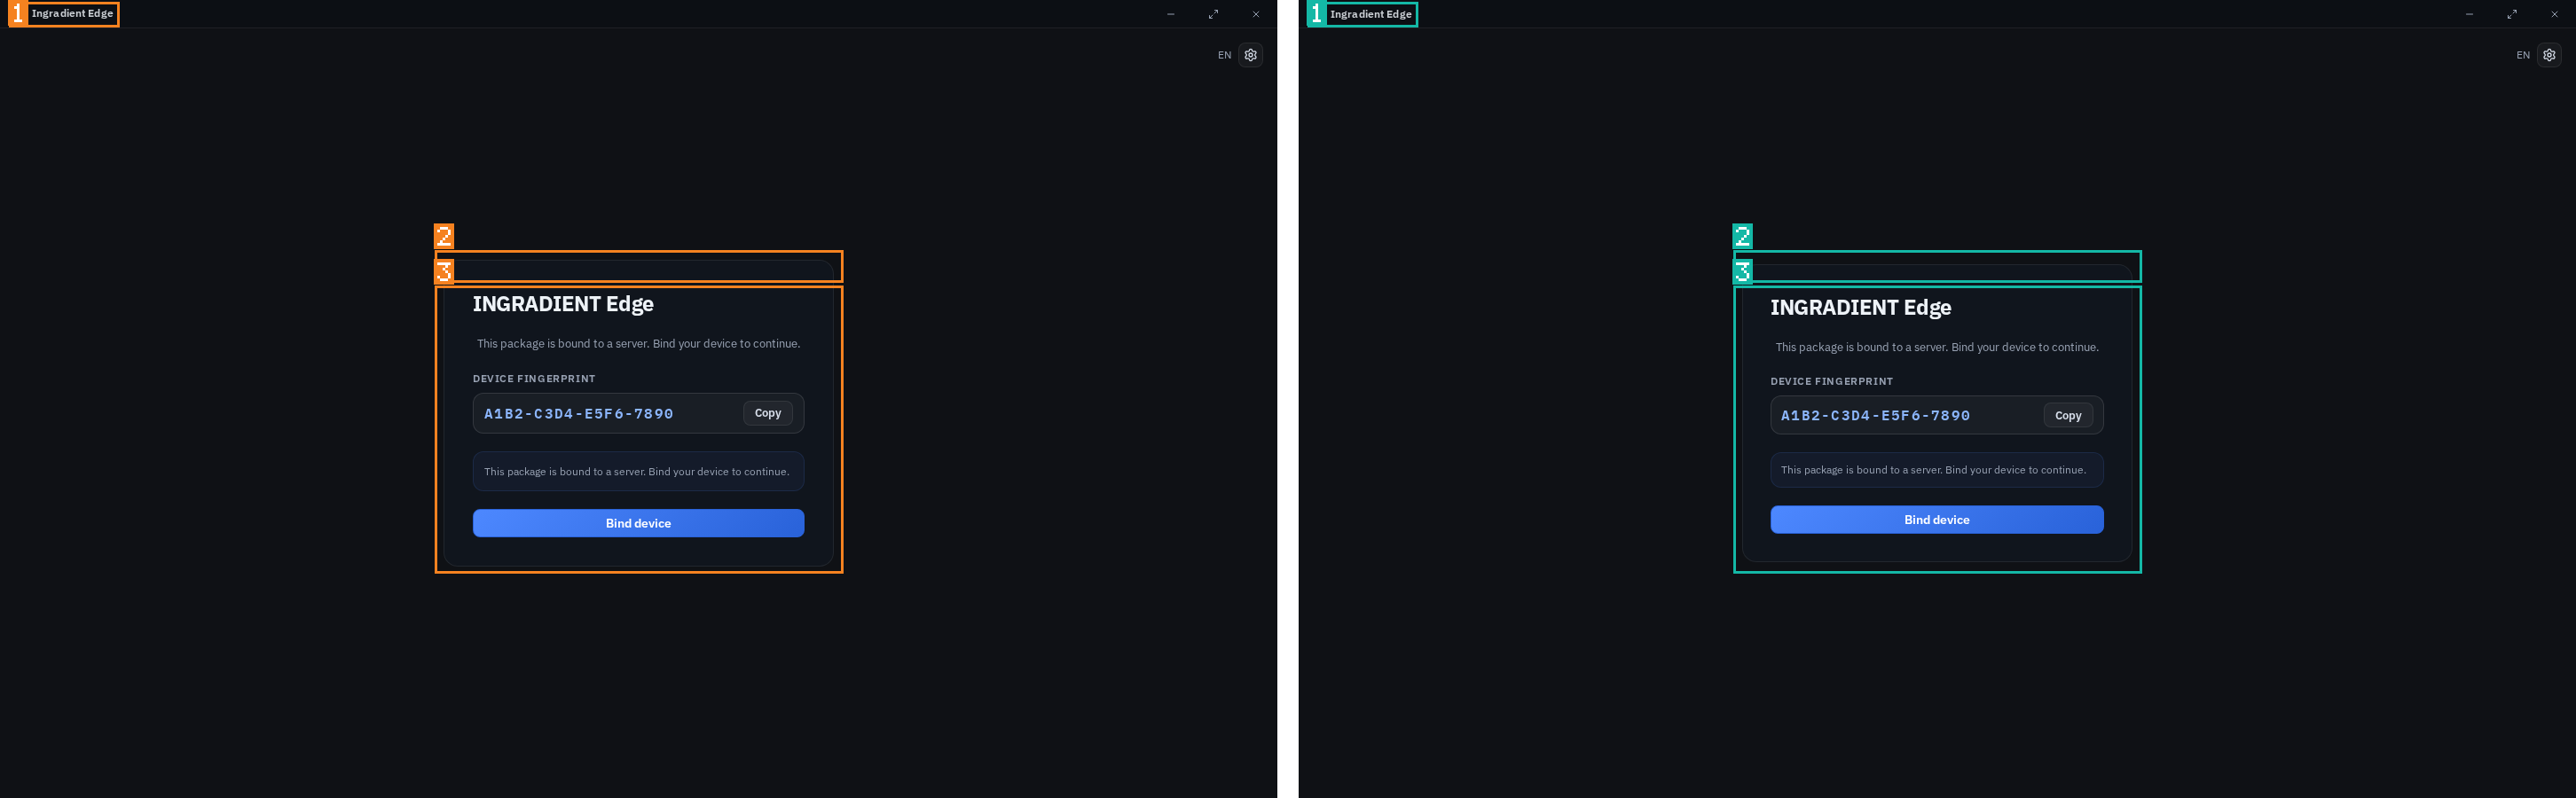 1 Ingradient Edge
EN
2
3
INGRADIENT Edge
This package is bound to a server. Bind your device to continue.
DEVICE FINGERPRINT
A1B2-C3D4-E5F6-7890 Copy
This package is bound to a server. Bind your device to continue.
Bind device
1 Ingradient Edge
EN
2
3
INGRADIENT Edge
This package is bound to a server. Bind your device to continue.
DEVICE FINGERPRINT
A1B2-C3D4-E5F6-7890 Copy
This package is bound to a server. Bind your device to continue.
Bind device